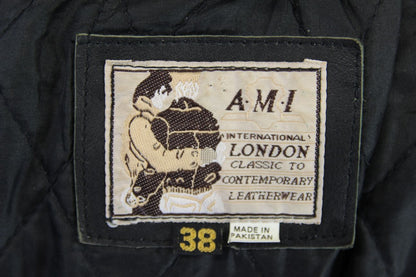 A·M·I
INTERNATIONAL
LONDON
CLASSIC TO
CONTEMPORARY
LEATHERWEAR
38
MADE IN
PAKISTAN